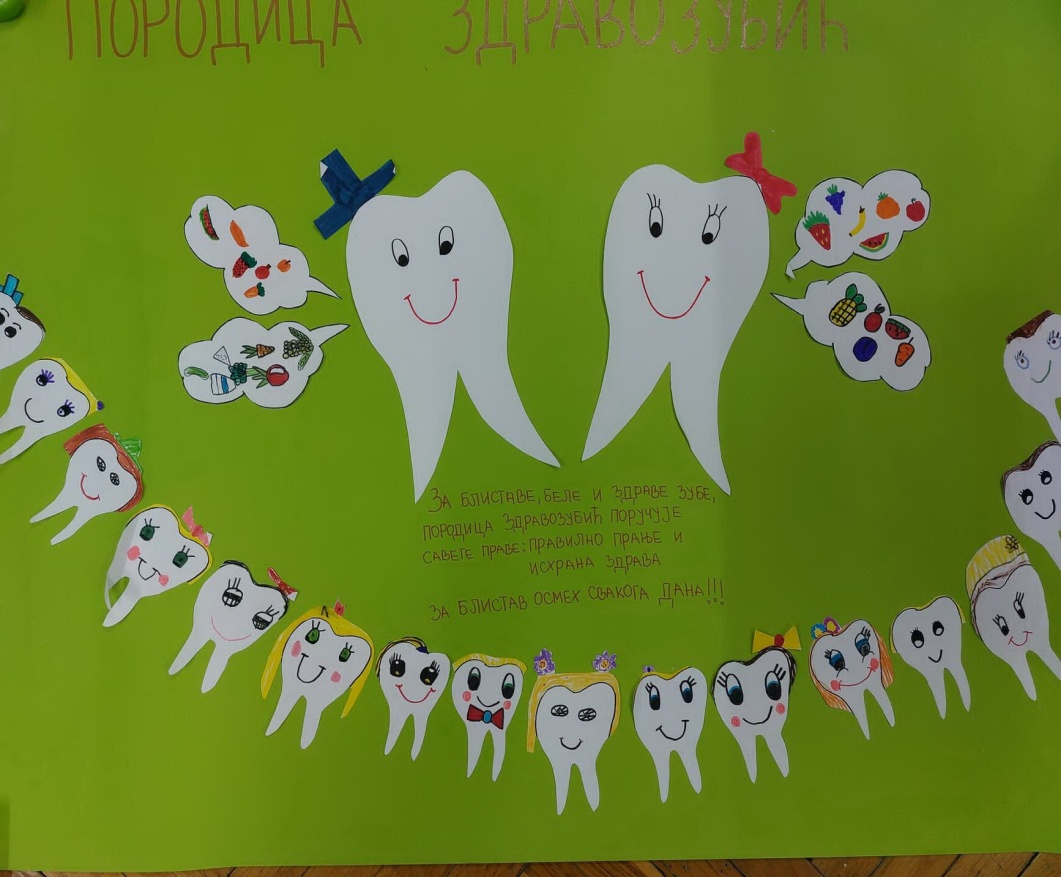 ПОРОДИЦА ЗДРАВОЗУБИЋ
ЗА БЛИСТАВЕ, БЕЛЕ И ЗДРАВЕ ЗУБЕ,
ПОРОДИЦА ЗДРАВОЗУБИЋ ПОРУЧУЈЕ
САВЕТЕ ПРАВЕ: ПРАВИЛНО ПРАЊЕ И
ИСХРАНА ЗДРАВА
ЗА БЛИСТАВ ОСМЕХ СВАКОГА ДАНА!!!